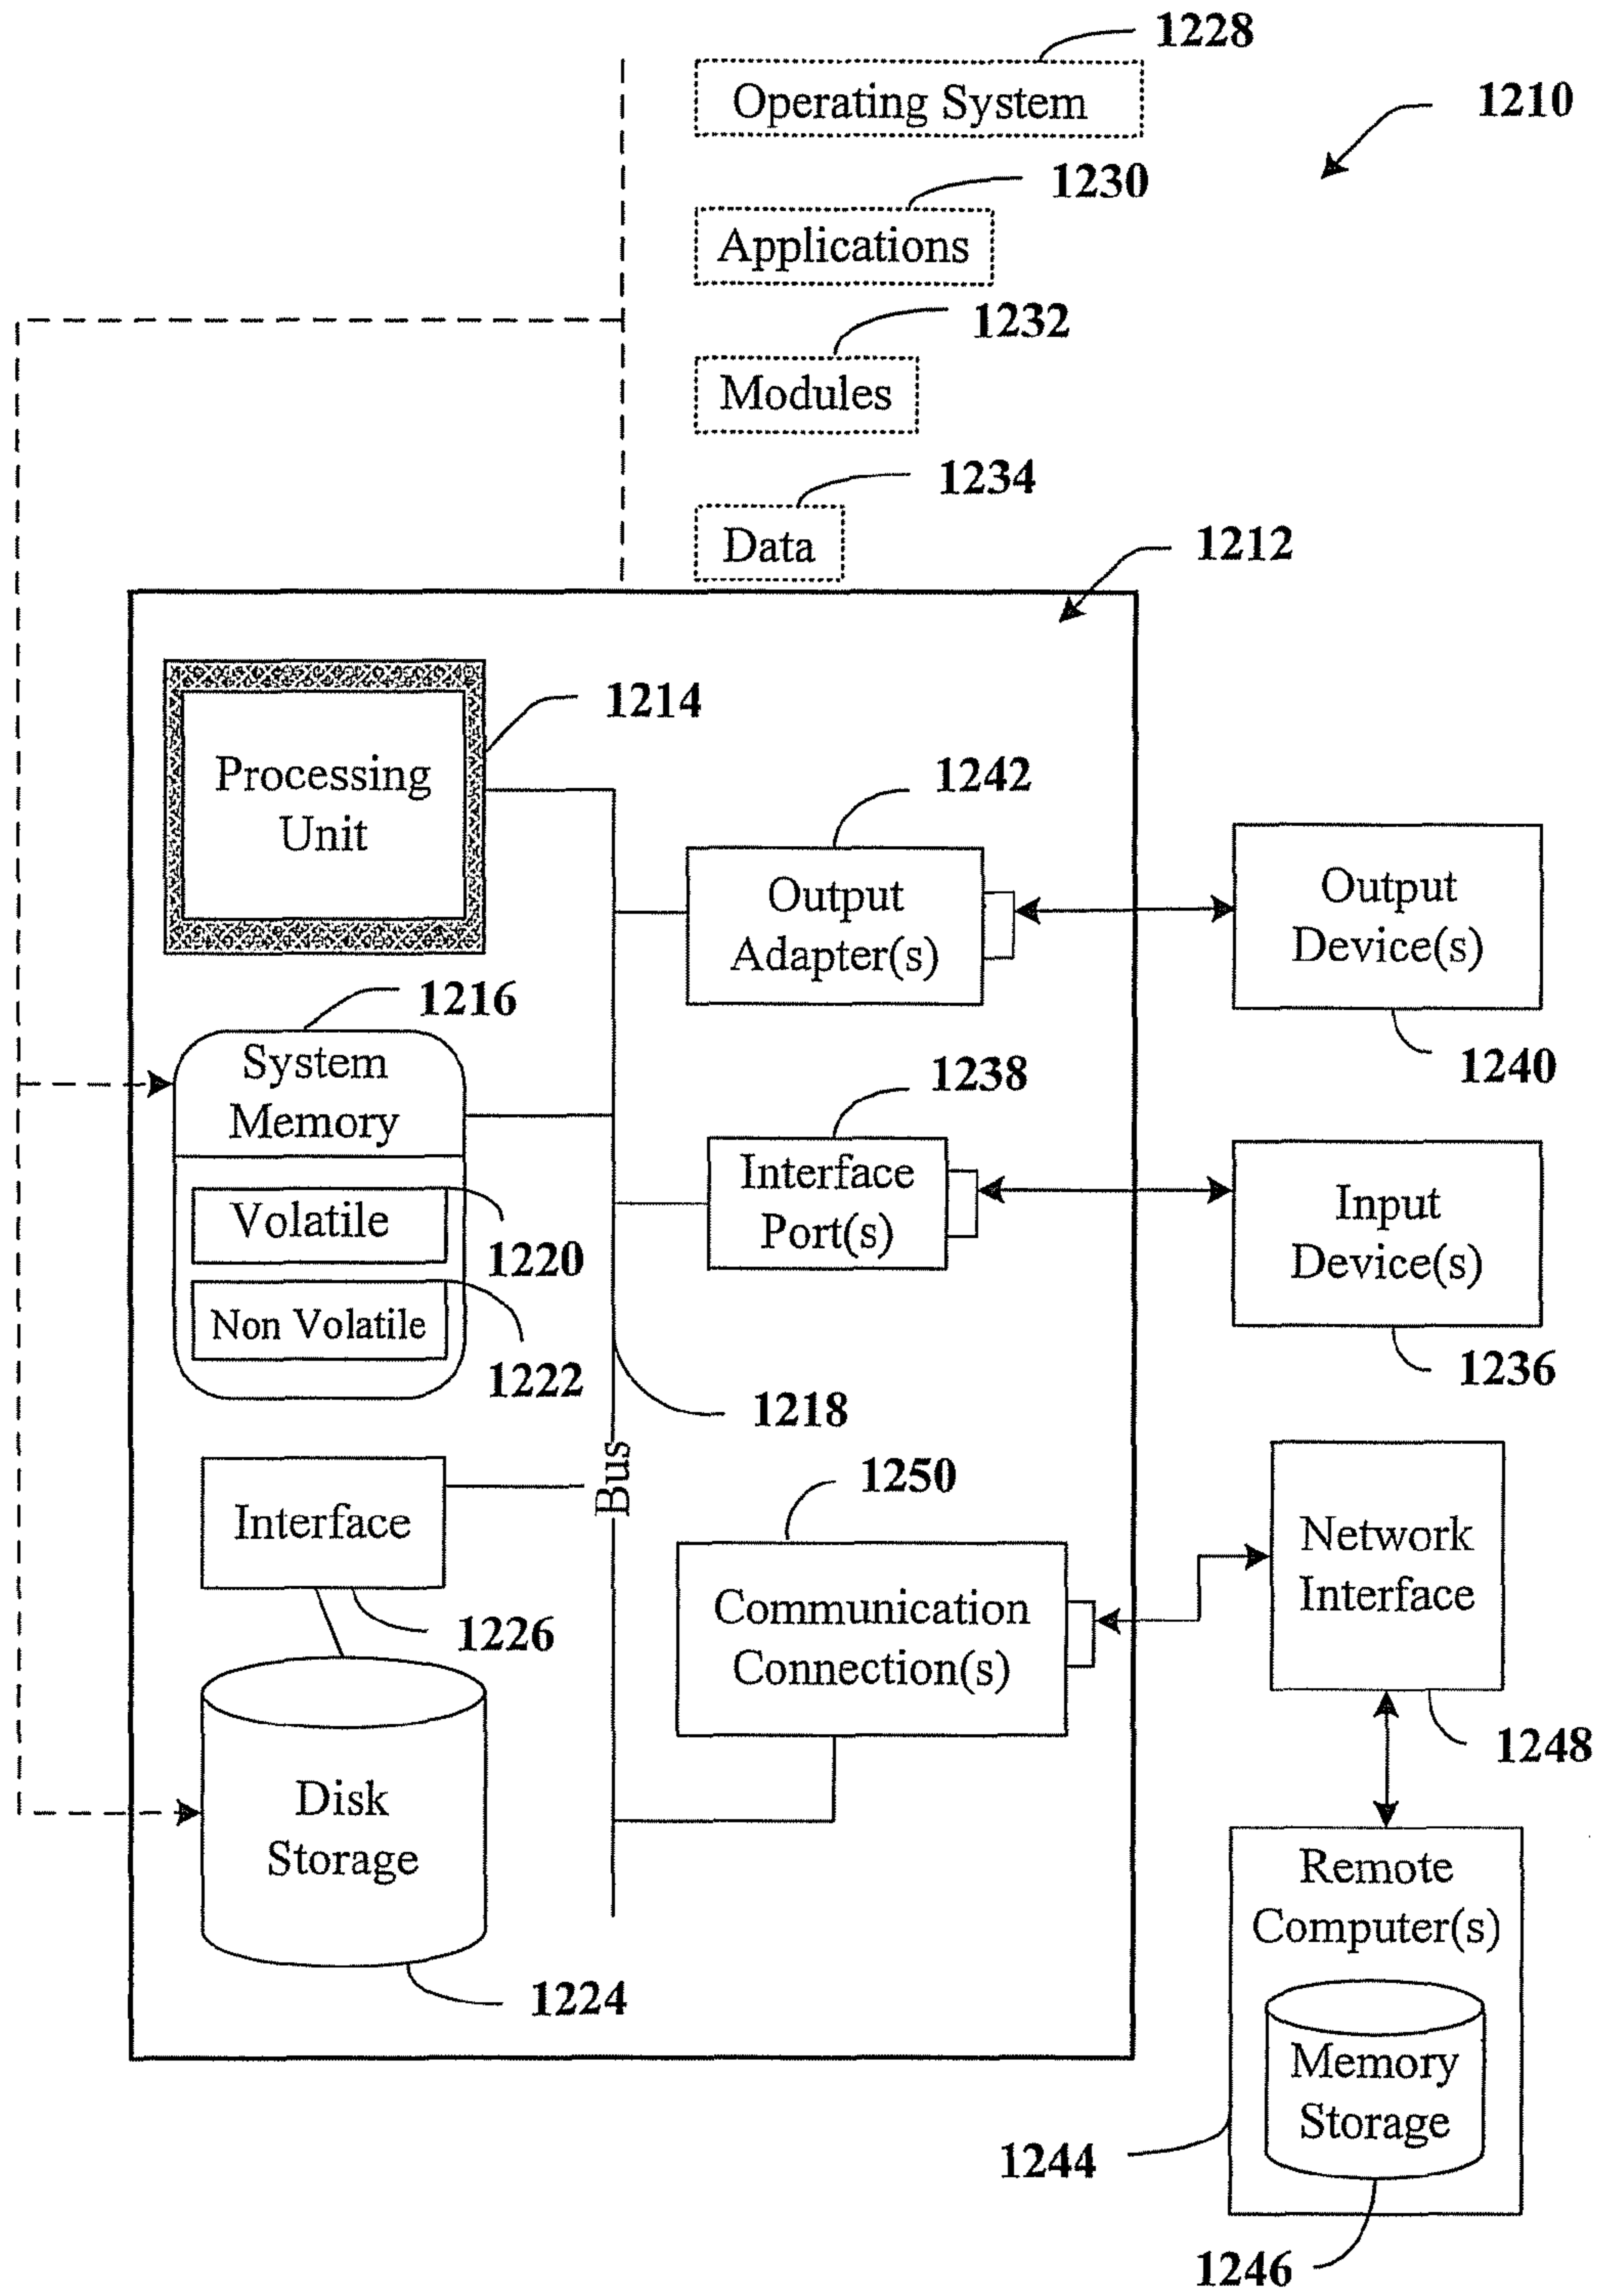 1228
Operating System
1210
1230
Applications
1232
Modules
1234
Data
1212
Processing
Unit
1214
1242
Output
Adapter(s)
Output
Device(s)
1240
1216
System
Memory
Volatile
1220
Non Volatile
1222
1238
Interface
Port(s)
Input
Device(s)
1236
1218
Bus
Interface
1226
1250
Communication
Connection(s)
Network
Interface
1248
Disk
Storage
1224
Remote
Computer(s)
Memory
Storage
1244
1246